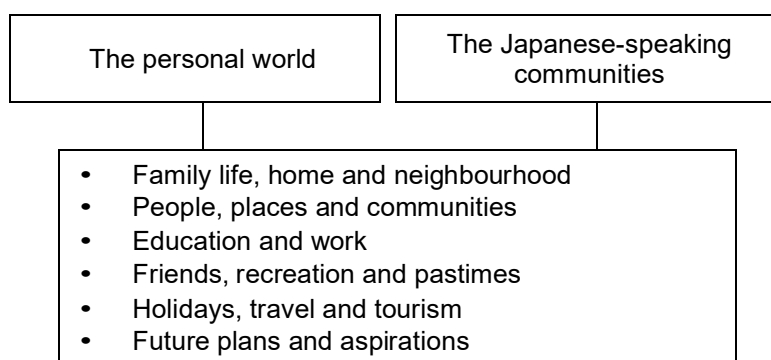 The personal world
The Japanese-speaking
communities
• Family life, home and neighbourhood
• People, places and communities
• Education and work
• Friends, recreation and pastimes
• Holidays, travel and tourism
• Future plans and aspirations